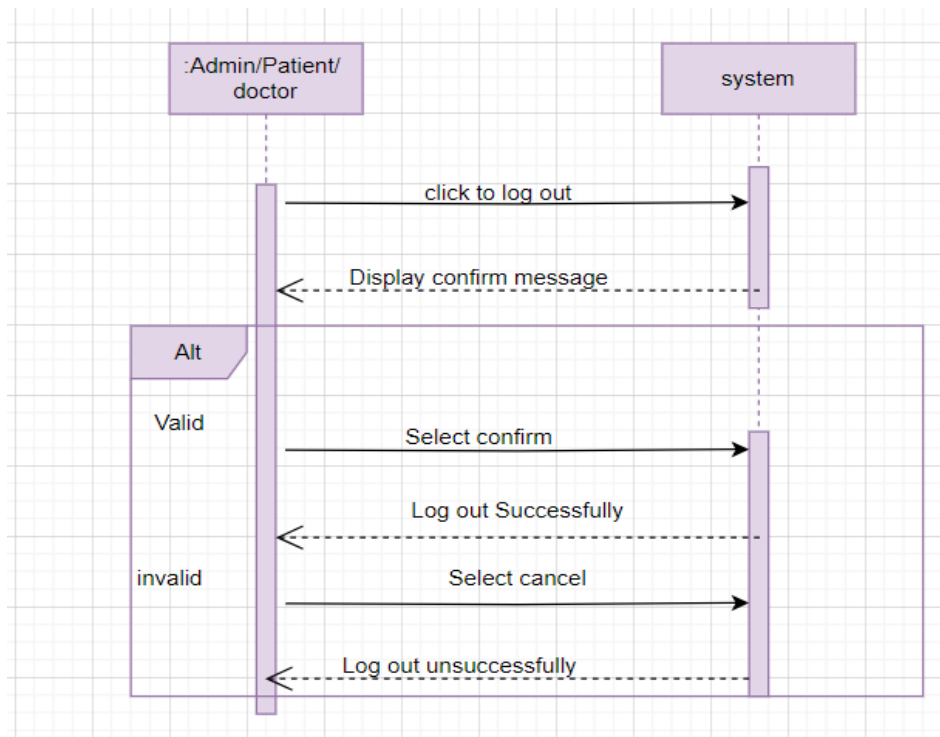 :Admin/Patient/
doctor
system
click to log out
Display confirm message
Alt
Valid
Select confirm
Log out Successfully
invalid
Select cancel
Log out unsuccessfully